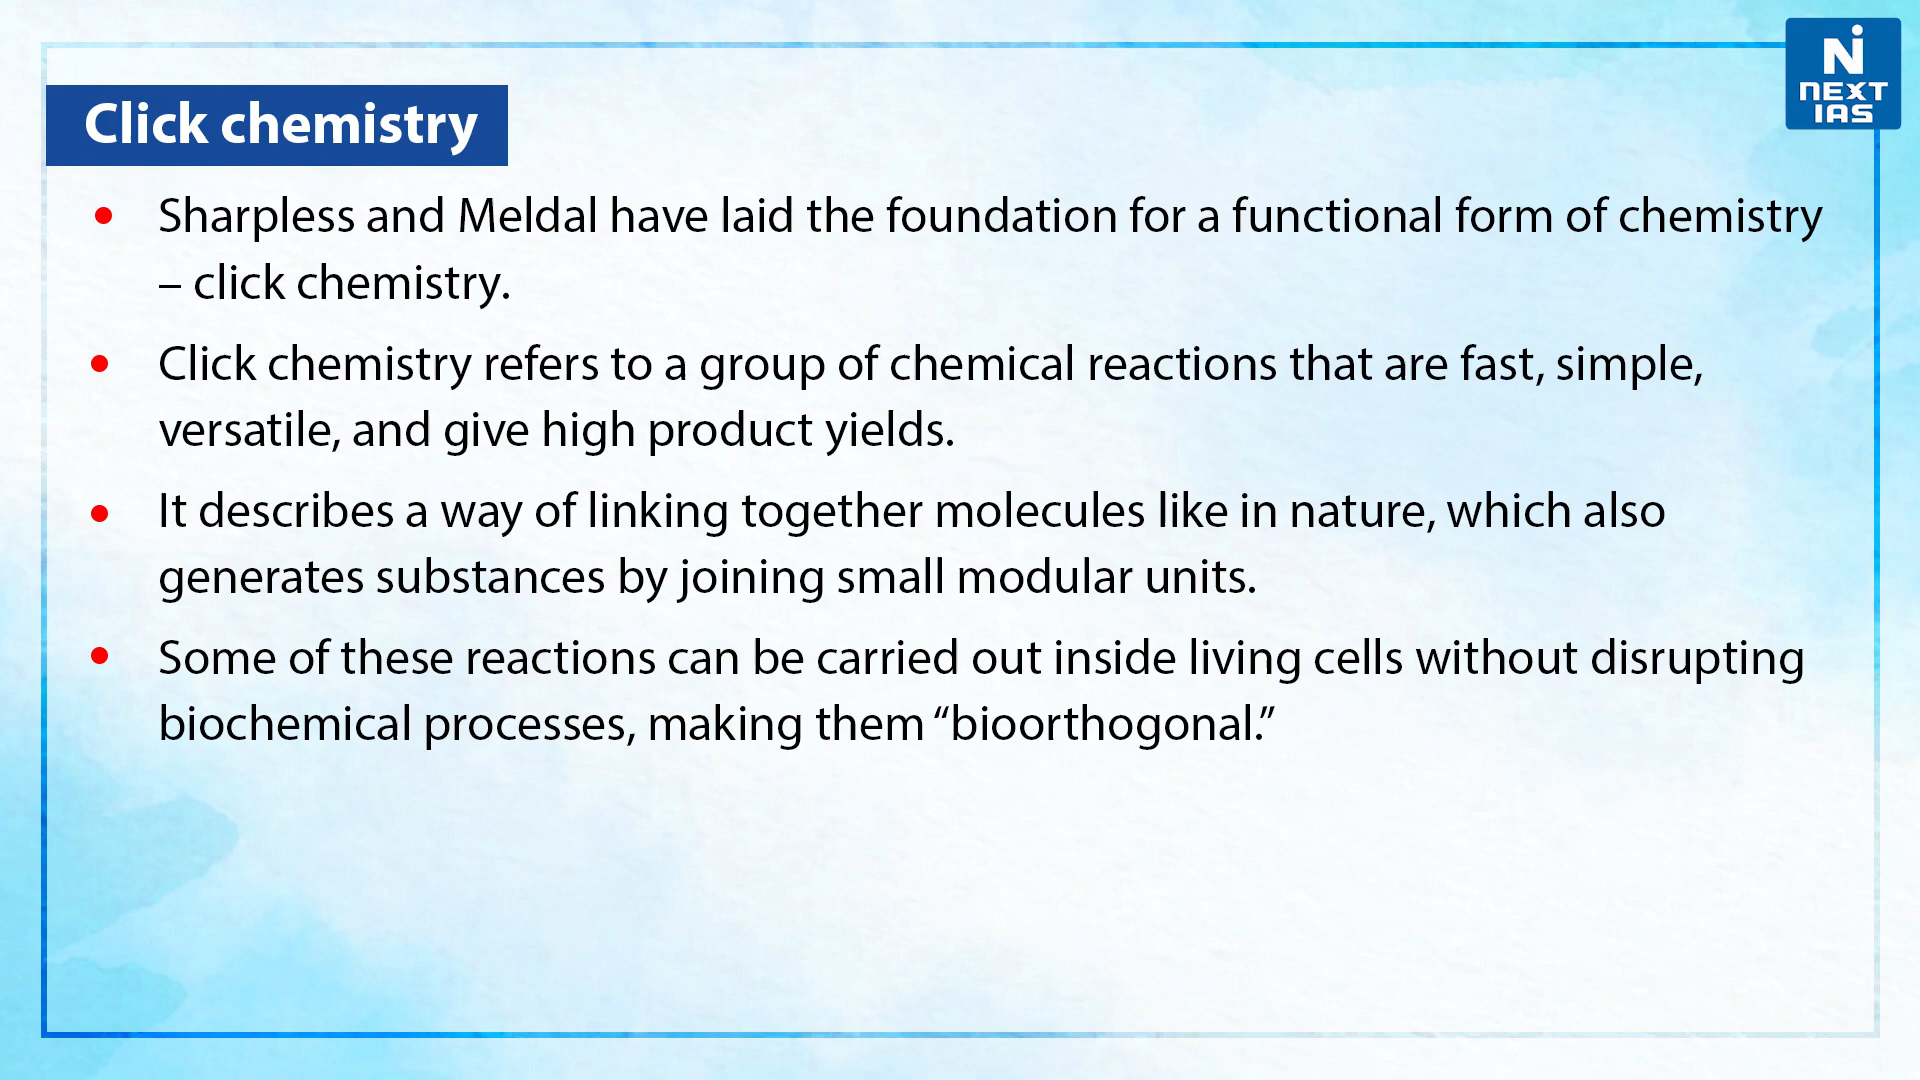 NEXT
IAS
Click chemistry
• Sharpless and Meldal have laid the foundation for a functional form of chemistry
– click chemistry.
• Click chemistry refers to a group of chemical reactions that are fast, simple,
versatile, and give high product yields.
• It describes a way of linking together molecules like in nature, which also
generates substances by joining small modular units.
• Some of these reactions can be carried out inside living cells without disrupting
biochemical processes, making them “bioorthogonal.”